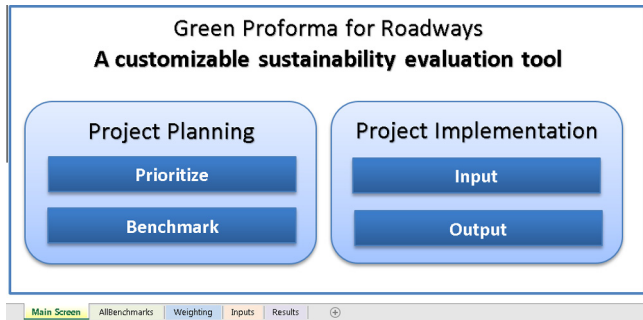 Green Proforma for Roadways
A customizable sustainability evaluation tool
Project Planning
Prioritize
Benchmark
Project Implementation
Input
Output
Main Screen AllBenchmarks Weighting Inputs Results